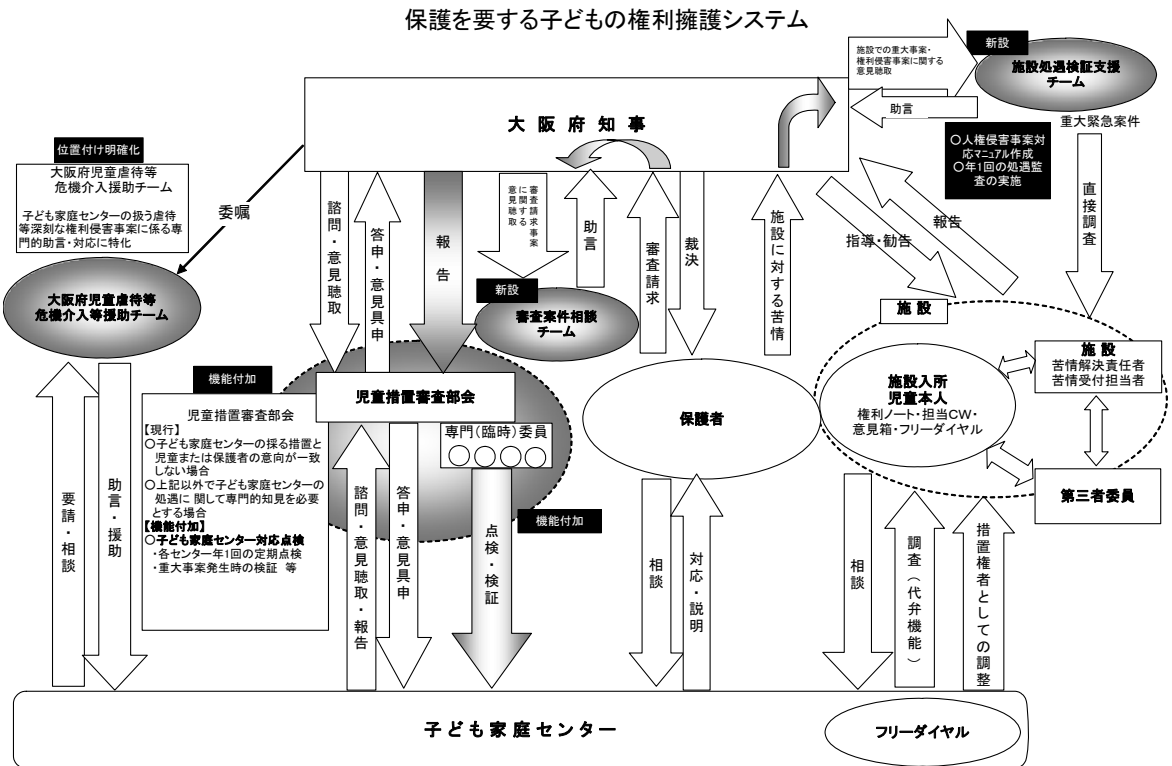 保護を要する子どもの権利擁護システム
施設での重大事案・
権利侵害事案に関する
意見聴取
新設
施設処遇検証支援
チーム
助言
重大緊急案件
大阪府知事
〇人権侵害事案対
応マニュアル作成
〇年1回の処遇監
査の実施
位置付け明確化
大阪府児童虐待等
危機介入援助チーム
子ども家庭センターの扱う虐待
等深刻な権利侵害事案に係る専
門的助言・対応に特化
委嘱
大阪府児童虐待等
危機介入等援助チーム
諮問・意見聴取
答申・意見具申
報告
審査請求事案
に関する
意見聴取
助言
審査請求
裁決
施設に対する苦情
指導・勧告
報告
直接調査
新設
審査案件相談
チーム
機能付加
児童措置審査部会
専門(臨時)委員
児童措置審査部会
【現行】
〇子ども家庭センターの採る措置と
児童または保護者の意向が一致
しない場合
〇上記以外で子ども家庭センターの
処遇に 関して専門的知見を必要
とする場合
【機能付加】
〇子ども家庭センター対応点検
・各センター年1回の定期点検
・重大事案発生時の検証 等
機能付加
保護者
施設
施設入所
児童本人
権利ノート・担当CW・
意見箱・フリーダイヤル
施設
苦情解決責任者
苦情受付担当者
第三者委員
要請・相談
助言・援助
諮問・意見聴取・報告
答申・意見具申
点検・検証
相談
対応・説明
相談
調査(代弁機能)
措置権者としての調整
子ども家庭センター
フリーダイヤル